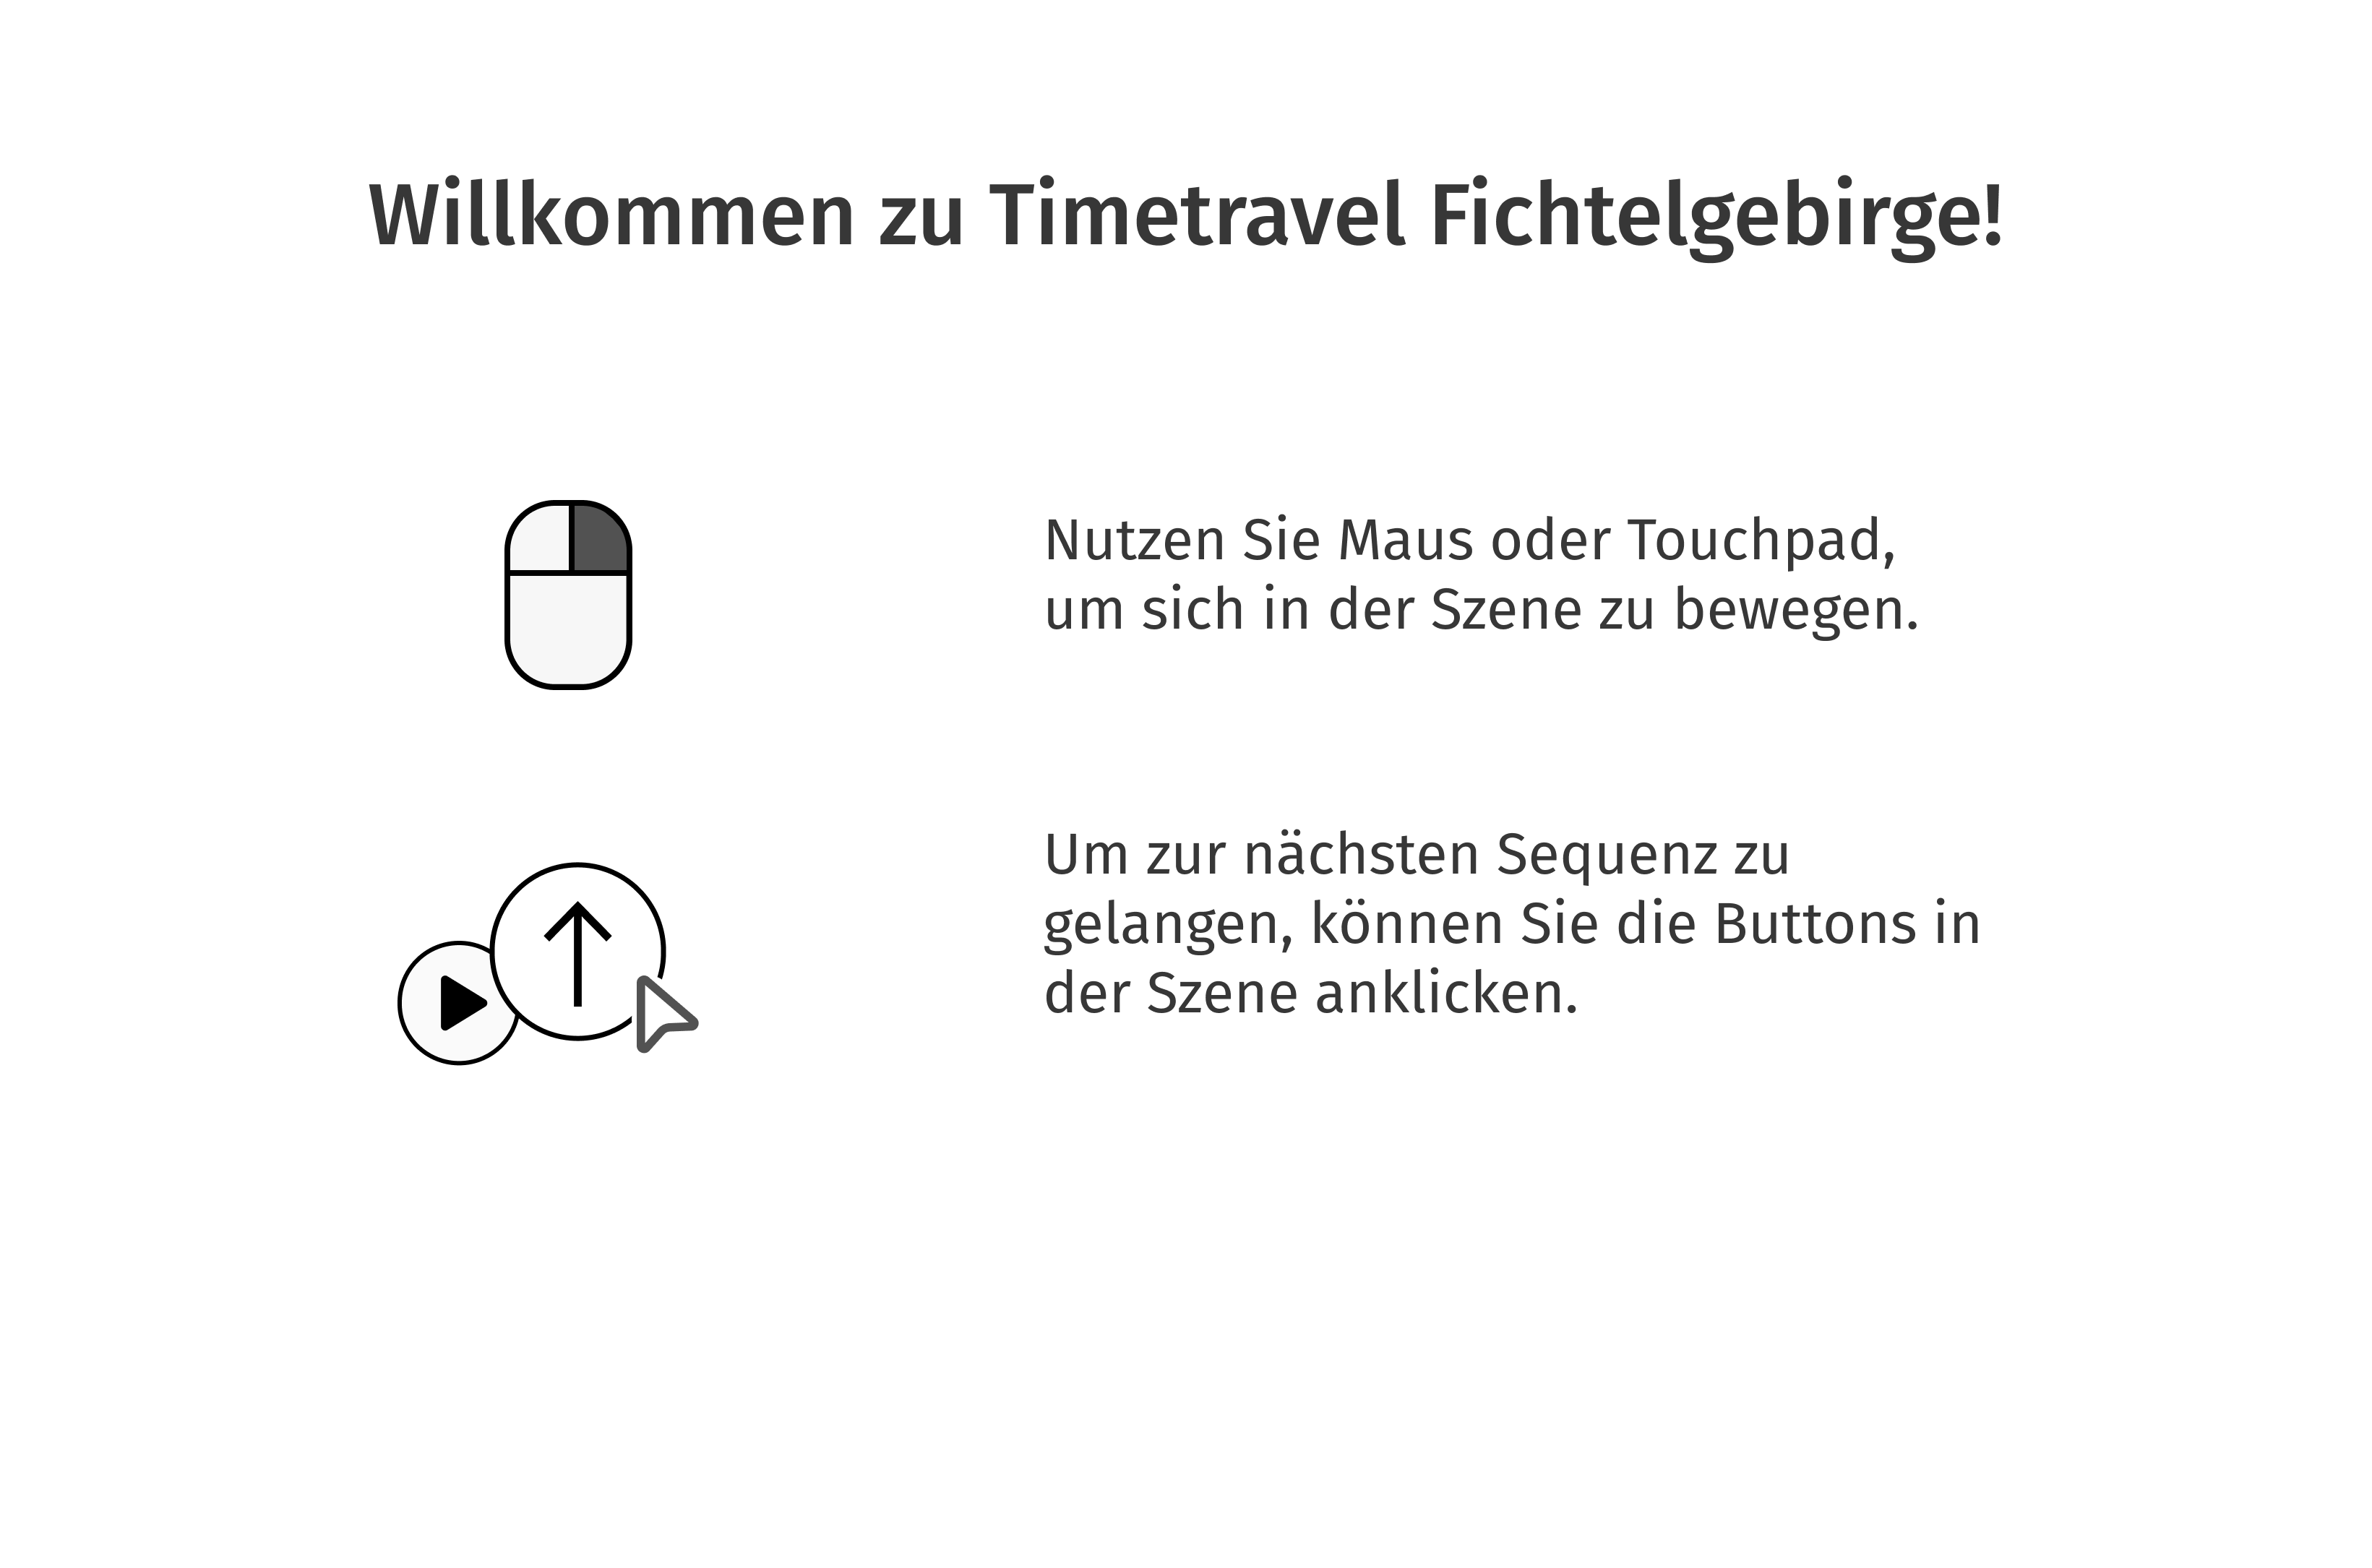 Willkommen zu Timetravel Fichtelgebirge!
Nutzen Sie Maus oder Touchpad,
um sich in der Szene zu bewegen.
Um zur nächsten Sequenz zu
gelangen, können Sie die Buttons in
der Szene anklicken.